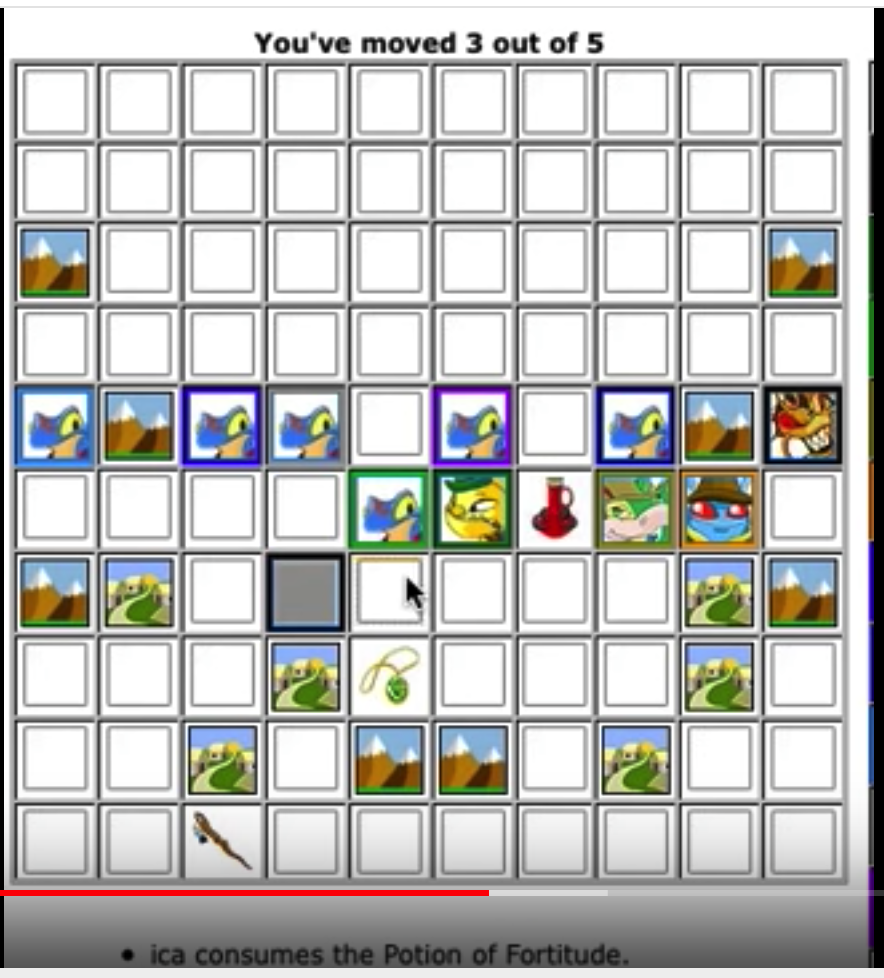 You've moved 3 out of 5
• ica consumes the Potion of Fortitude.